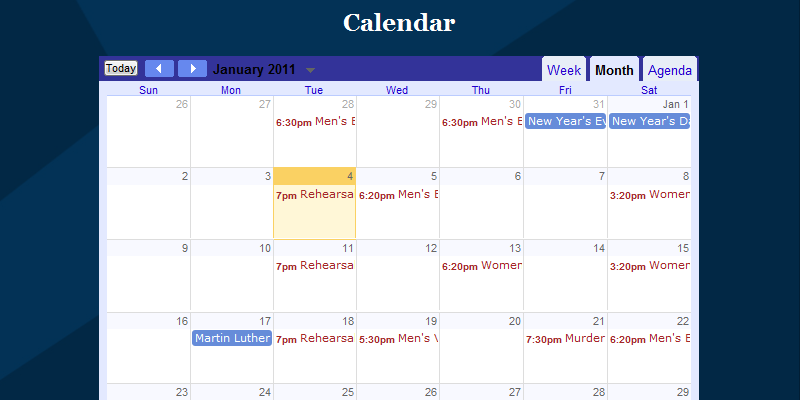 Calendar
Today January 2011 Week Month Agenda
Sun Mon Tue Wed Thu Fri Sat
26 27 28 29 30 31 Jan 1
6:30pm Men's 6:30pm Men's New Year's New Year's
2 3 4 5 6 7 8
7pm Rehearsa 6:20pm Men's 3:20pm Women
9 10 11 12 13 14 15
7pm Rehearsa 6:20pm Women 3:20pm Women
16 17 18 19 20 21 22
Martin Luther 7pm Rehearsa 5:30pm Men's 7:30pm Murder 6:20pm Men's
23 24 25 26 27 28 29